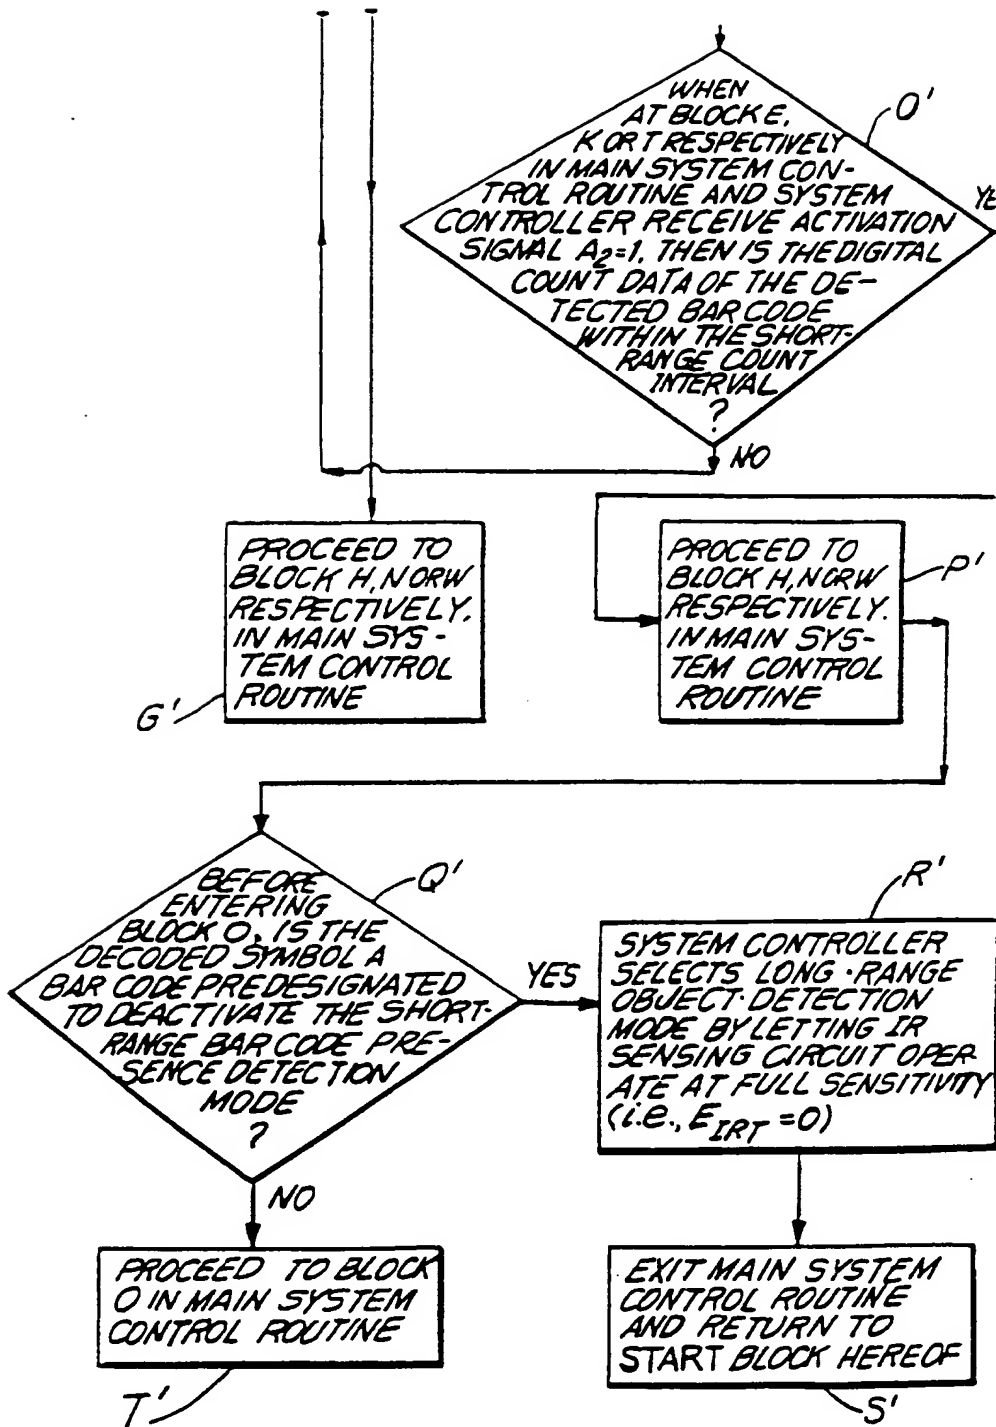 WHEN
AT BLOCK E,
K OR T RESPECTIVELY
IN MAIN SYSTEM CON-
TROL ROUTINE AND SYSTEM
CONTROLLER RECEIVE ACTIVATION
SIGNAL A2=1, THEN IS THE DIGITAL
COUNT DATA OF THE DE-
TECTED BAR CODE
WITHIN THE SHORT-
RANGE COUNT
INTERVAL
?
O'
YE
NO
PROCEED TO
BLOCK H, N OR W
RESPECTIVELY,
IN MAIN SYS-
TEM CONTROL
ROUTINE
G'
PROCEED TO
BLOCK H, N OR W
RESPECTIVELY.
IN MAIN SYS-
TEM CONTROL
ROUTINE
P'
BEFORE
ENTERING
BLOCK O, IS THE
DECODED SYMBOL A
BAR CODE PREDESIGNATED
TO DEACTIVATE THE SHORT-
RANGE BAR CODE PRE-
SENCE DETECTION
MODE
?
Q'
YES
NO
R'
SYSTEM CONTROLLER
SELECTS LONG-RANGE
OBJECT-DETECTION
MODE BY LETTING IR
SENSING CIRCUIT OPER-
ATE AT FULL SENSITIVITY
(i.e., EIRT=0)
PROCEED TO BLOCK
O IN MAIN SYSTEM
CONTROL ROUTINE
T'
EXIT MAIN SYSTEM
CONTROL ROUTINE
AND RETURN TO
START BLOCK HEREOF
S'